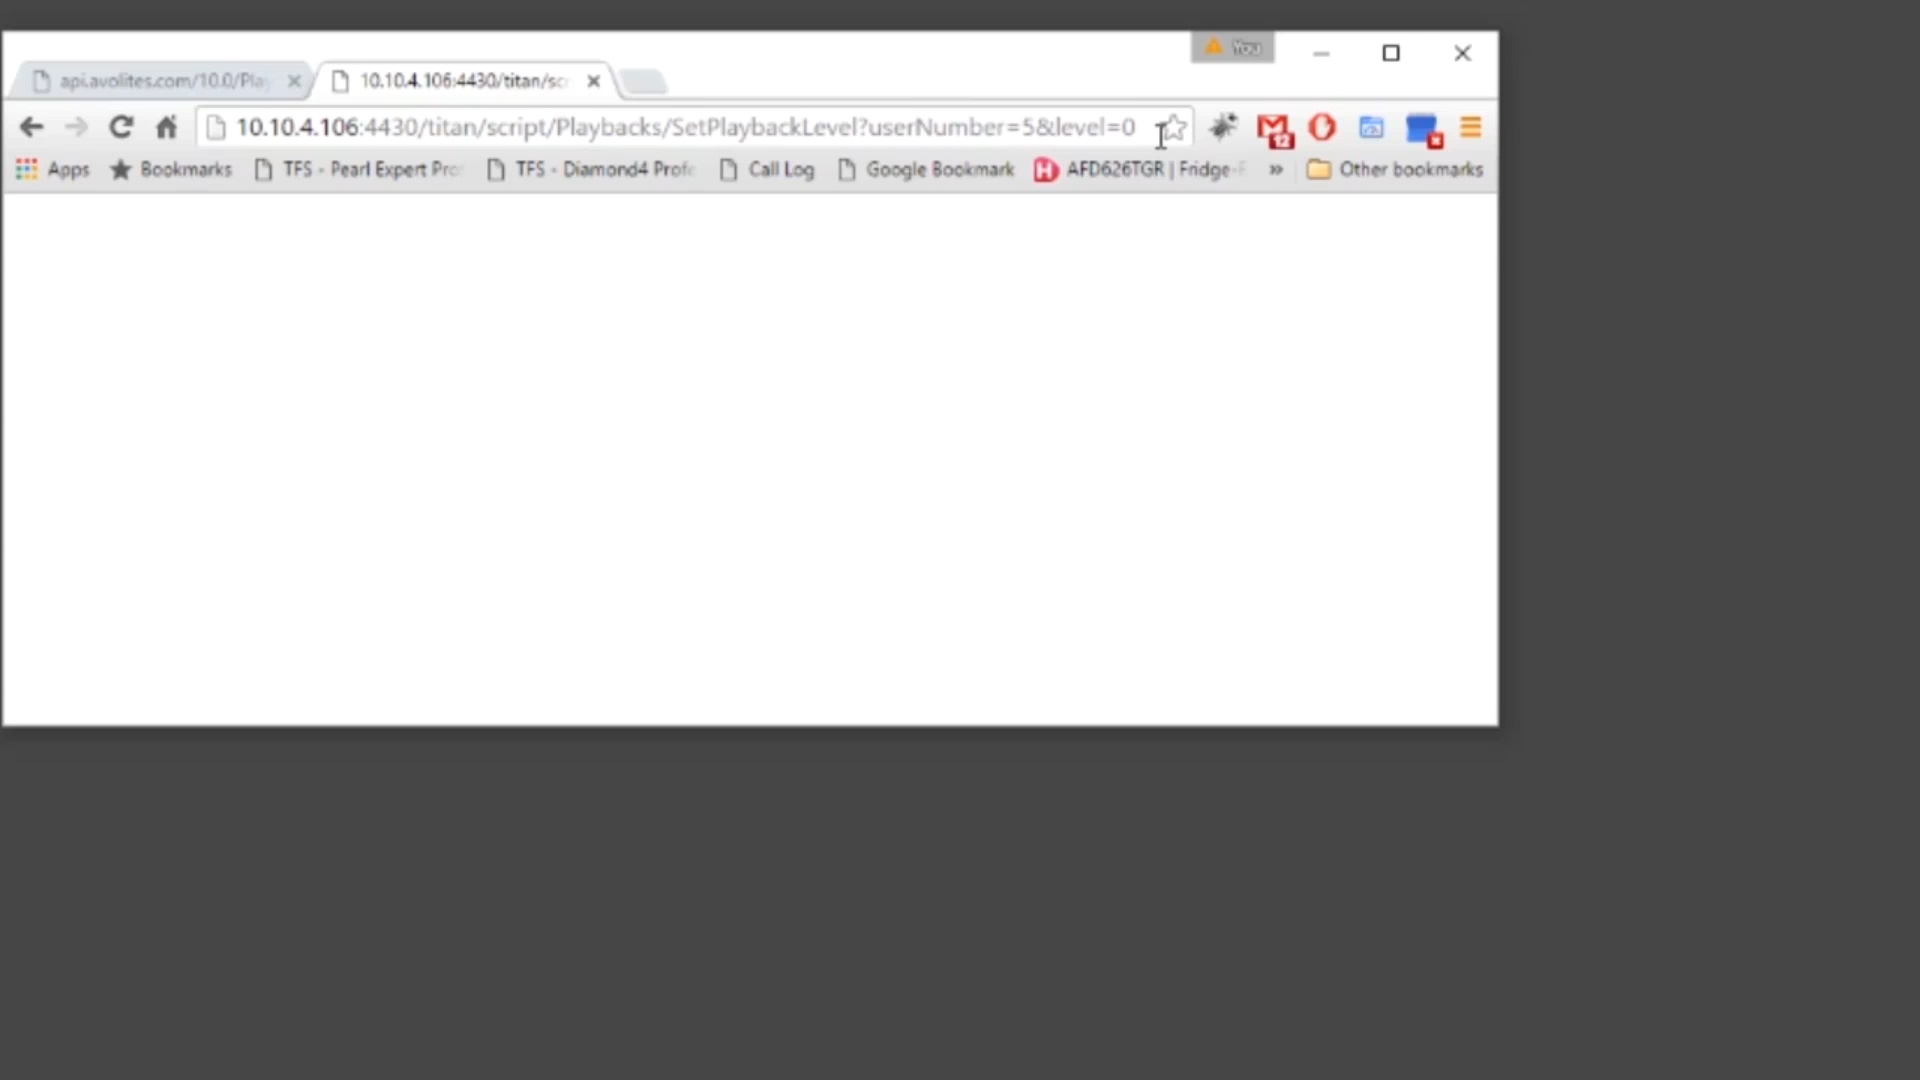 You
api.avolites.com/10.0/Pla
10.10.4.106:4430/titan/scr
10.10.4.106:4430/titan/script/Playbacks/SetPlaybackLevel?userNumber=5&level=0
12
Apps Bookmarks TFS - Pearl Expert Pro TFS - Diamond4 Profe Call Log Google Bookmark H AFD626TGR | Fridge-F » Other bookmarks